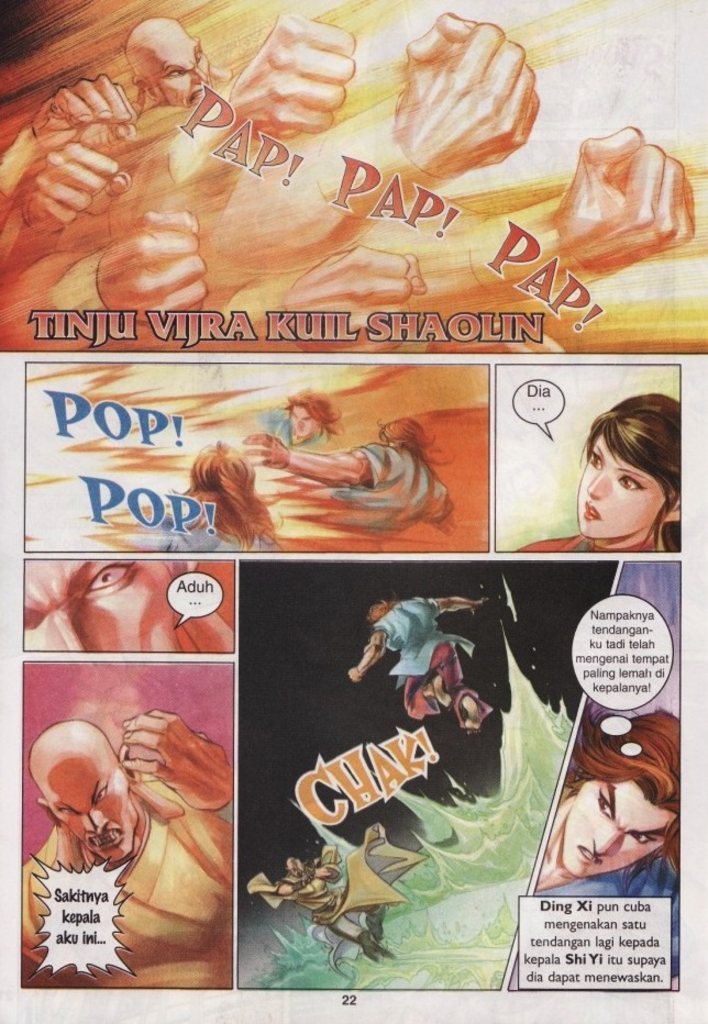 PAP!
PAP!
PAP!
TINJU VIJRA KUIL SHAOLIN
POP!
POP!
Dia
...
Aduh
...
Sakitnya
kepala
aku ini...
CHAK!
Nampaknya
tendangan-
ku tadi telah
mengenai tempat
paling lemah di
kepalanya!
Ding Xi pun cuba
mengenakan satu
tendangan lagi kepada
kepala Shi Yi itu supaya
dia dapat menewaskan.
22